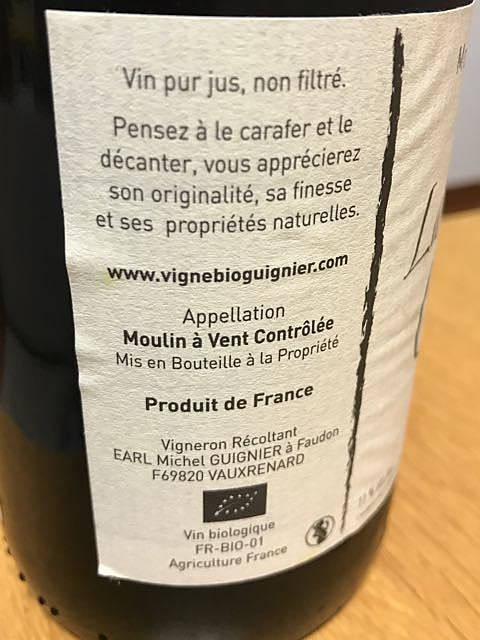 Vin pur jus, non filtré.
Pensez à le carafer et le
décanter, vous apprécierez
son originalité, sa finesse
et ses propriétés naturelles.
www.vignebioguignier.com
Appellation
Moulin à Vent Contrôlée
Mis en Bouteille à la Propriété
Produit de France
Vigneron Récoltant
EARL Michel GUIGNIER à Faudon
F69820 VAUXRENARD
Vin biologique
FR-BIO-01
Agriculture France